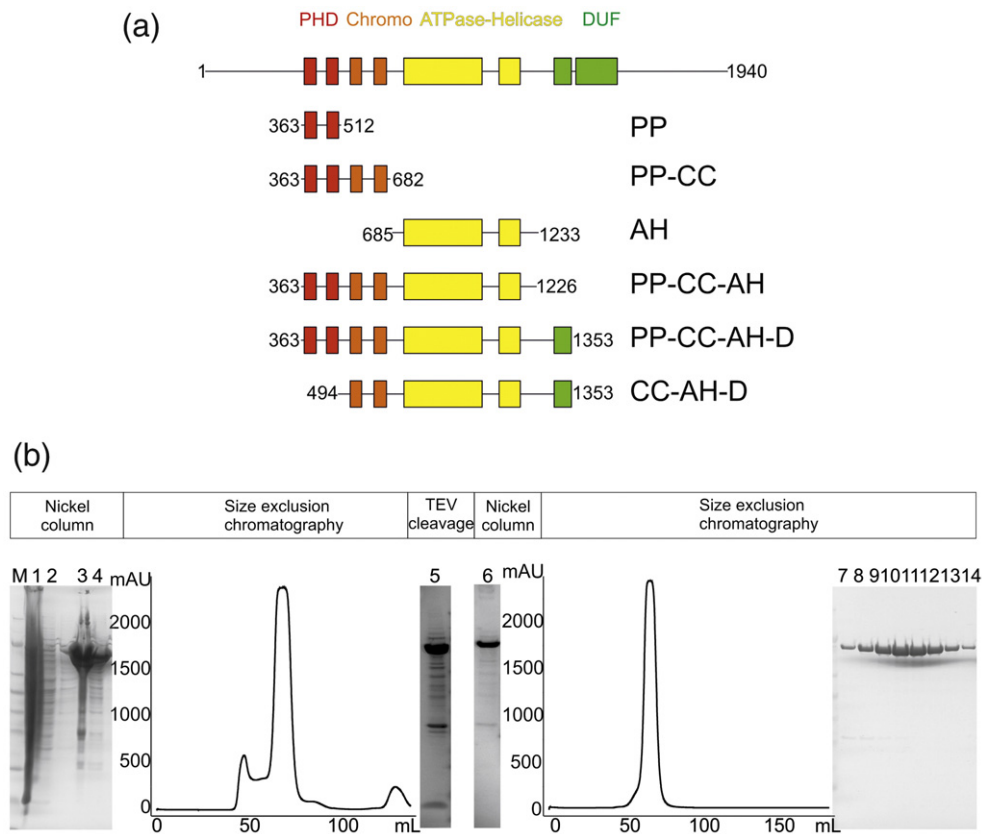 (a)
PHD Chromo ATPase-Helicase DUF
1 1940
363 512 PP
363 682 PP-CC
685 1233 AH
363 1226 PP-CC-AH
363 1353 PP-CC-AH-D
494 1353 CC-AH-D
(b)
Nickel column
Size exclusion chromatography
TEV cleavage
Nickel column
Size exclusion chromatography
M 1 2 3 4
mAU
2000
1500
1000
500
0
0 50 100 mL
5
6
mAU
2000
1500
1000
500
0
0 50 100 150 mL
7 8 9 10 11 12 13 14